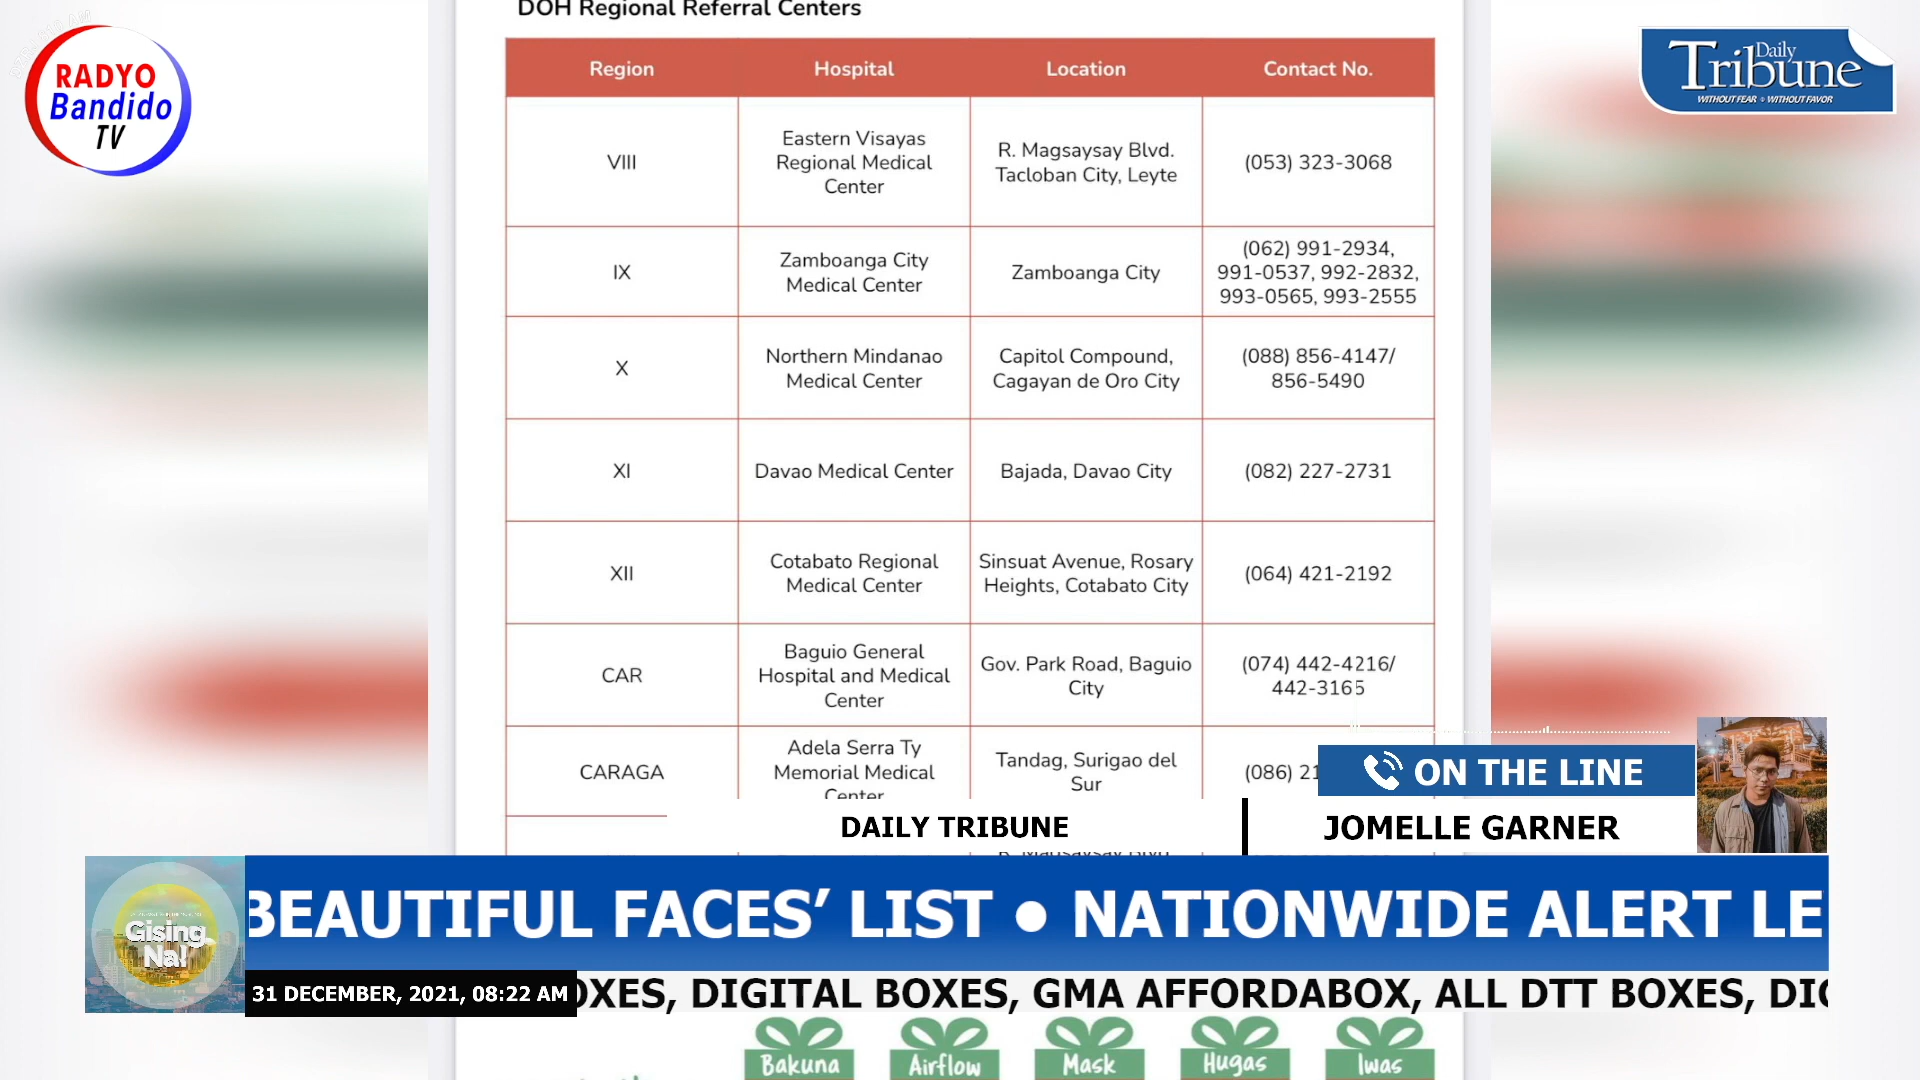 DOH Regional Referral Centers
RADYO
Bandido
TV
Daily
Tribune
WITHOUT FEAR • WITHOUT FAVOR
Region Hospital Location Contact No.
VIII
Eastern Visayas
Regional Medical
Center
R. Magsaysay Blvd.
Tacloban City, Leyte
(053) 323-3068
IX
Zamboanga City
Medical Center
Zamboanga City
(062) 991-2934,
991-0537, 992-2832,
993-0565, 993-2555
X
Northern Mindanao
Medical Center
Capitol Compound,
Cagayan de Oro City
(088) 856-4147/
856-5490
XI
Davao Medical Center
Bajada, Davao City
(082) 227-2731
XII
Cotabato Regional
Medical Center
Sinsuat Avenue, Rosary
Heights, Cotabato City
(064) 421-2192
CAR
Baguio General
Hospital and Medical
Center
Gov. Park Road, Baguio
City
(074) 442-4216/
442-3165
CARAGA
Adela Serra Ty
Memorial Medical
Center
Tandag, Surigao del
Sur
(086) 21
ON THE LINE
DAILY TRIBUNE
JOMELLE GARNER
Gising
Na!
BEAUTIFUL FACES’ LIST ● NATIONWIDE ALERT LE
31 DECEMBER, 2021, 08:22 AM
OXES, DIGITAL BOXES, GMA AFFORDABOX, ALL DTT BOXES, DIG
Bakuna
Airflow
Mask
Hugas
Iwas